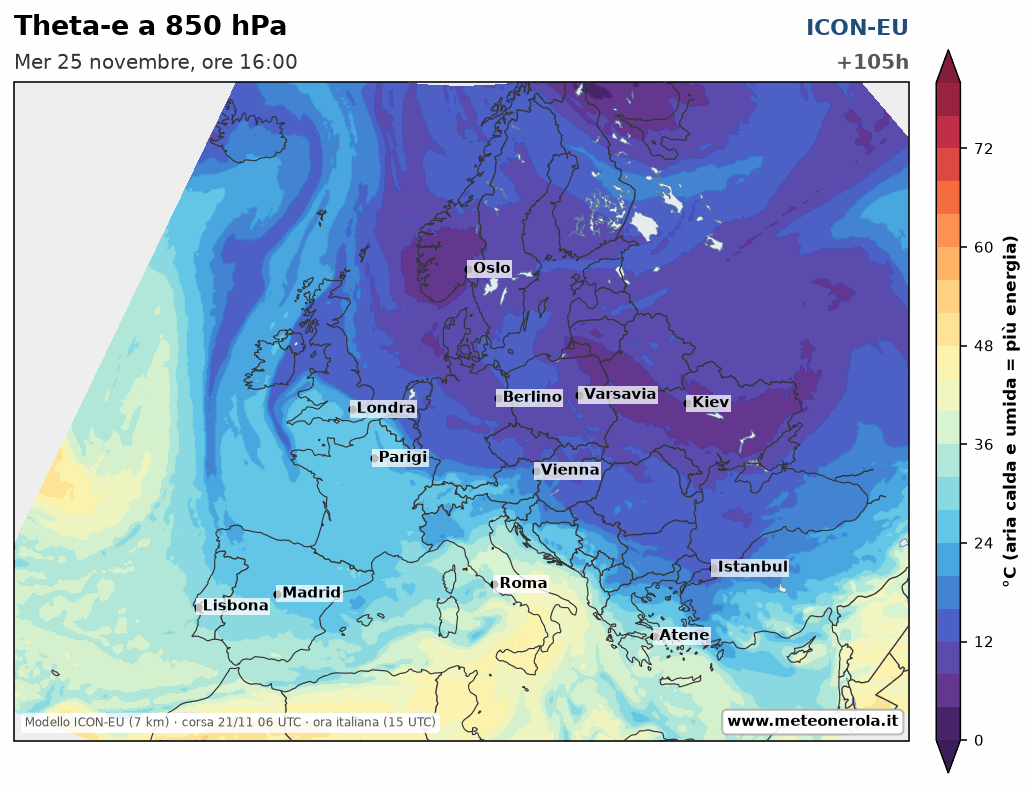 Theta-e a 850 hPa
ICON-EU
Mer 25 novembre, ore 16:00
+105h
72
60
48
36
24
12
0
°C (aria calda e umida = più energia)
Oslo
Londra
Berlino
Varsavia
Kiev
Parigi
Vienna
Istanbul
Roma
Madrid
Lisbona
Atene
Modello ICON-EU (7 km) · corsa 21/11 06 UTC · ora italiana (15 UTC)
www.meteonerola.it